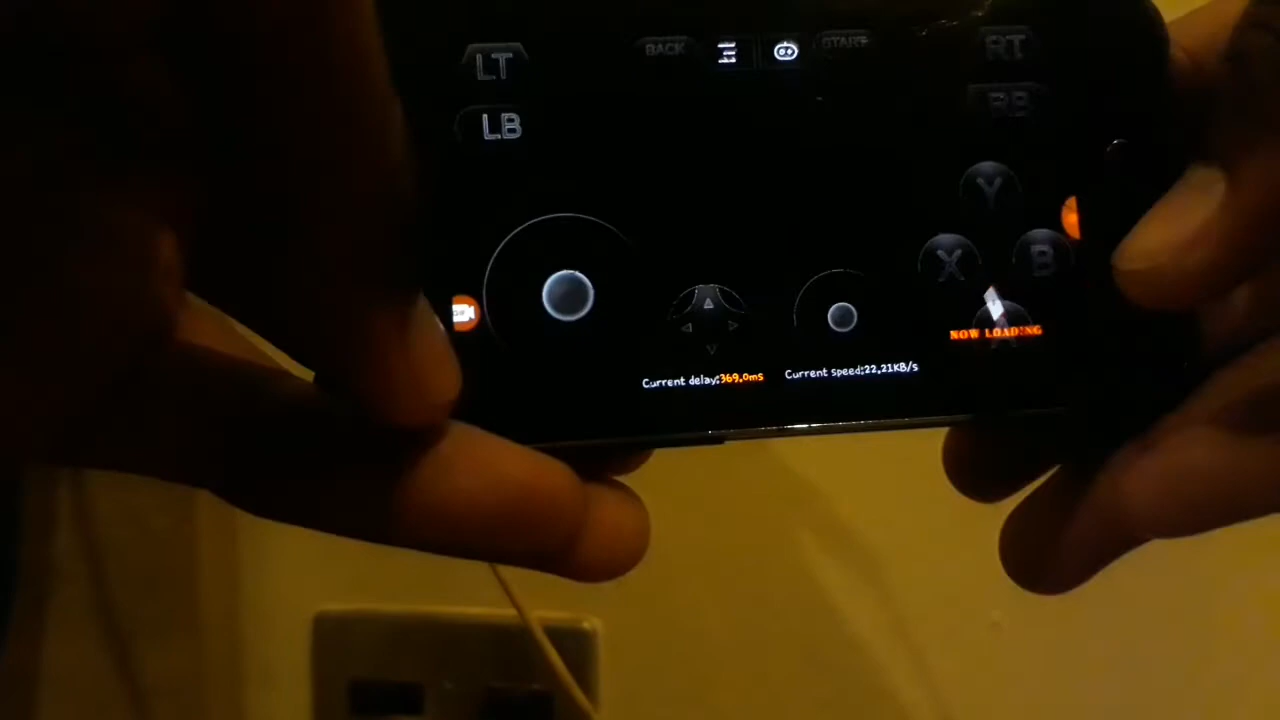 BACK
START
LT
RT
LB
RB
Y
X
B
A
NOW LOADING
Current delay:369.0ms
Current speed:22.21KB/s